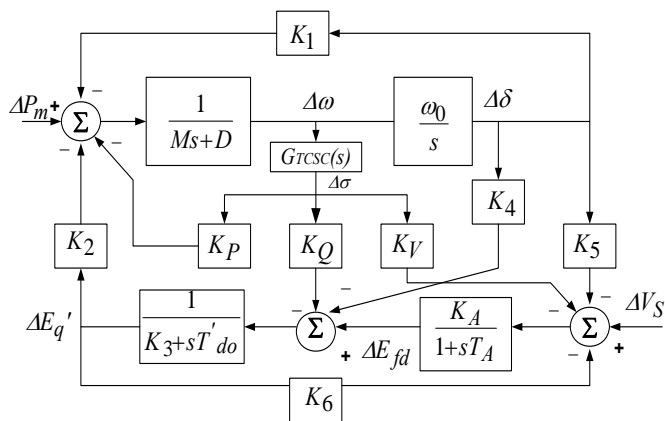 K1
−
ΔPm + Σ − − −
1
Ms+D
Δω
ω0
s
Δδ
GTCSC(s)
Δσ
K4
K2
KP
KQ
KV
K5
ΔEq'
1
K3+sT'do
− − Σ +
ΔEfd
KA
1+sTA
− − Σ − +
ΔVS
K6